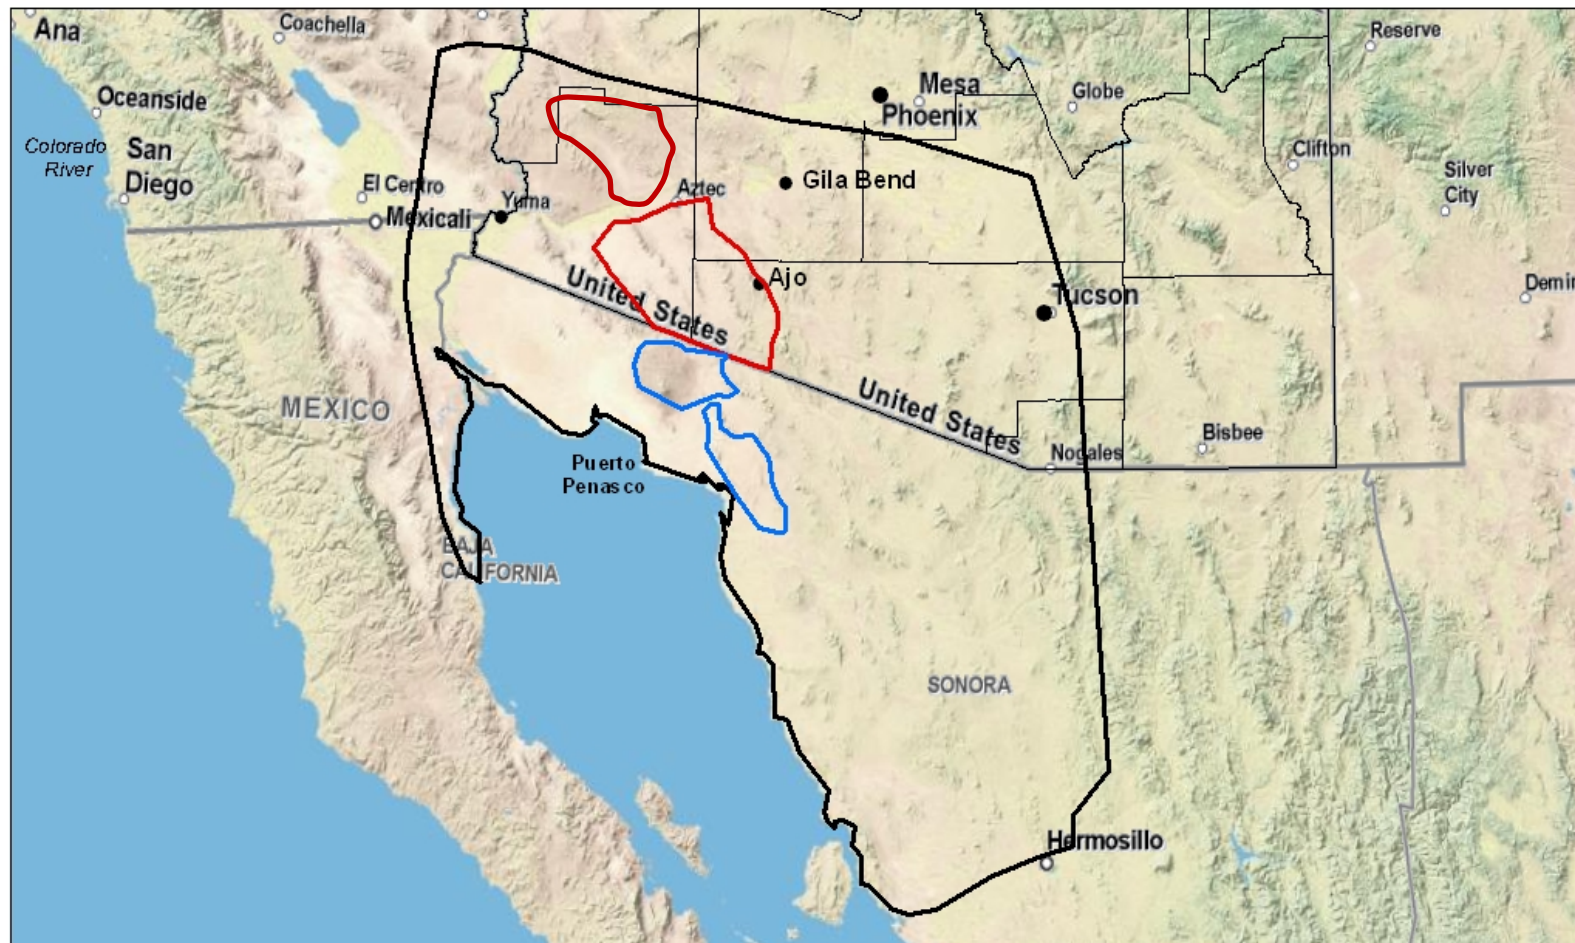 Ana
Coachella
Reserve
Oceanside
Mesa
Phoenix
Globe
Colorado
River
San
Diego
Clifton
Silver
City
El Centro
Yuma
Aztec
Gila Bend
Mexicali
Ajo
Tucson
Demin
United States
MEXICO
United States
Bisbee
Nogales
Puerto
Penasco
BAJA
CALIFORNIA
SONORA
Hermosillo